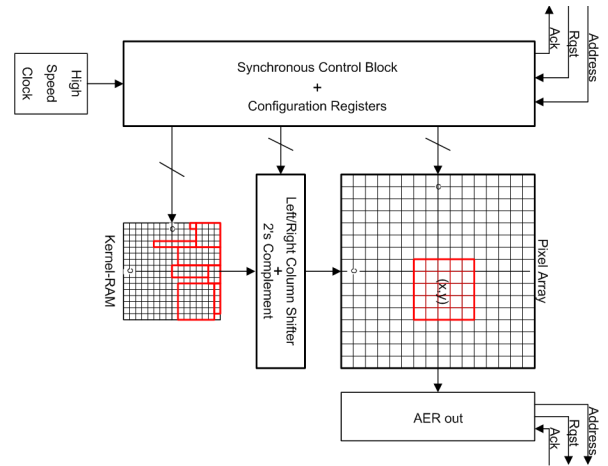 Ack
Rqst
Address
High
Speed
Clock
Synchronous Control Block
+
Configuration Registers
Kernel-RAM
Left/Right Column Shifter
+
2's Complement
Pixel Array
(x,y)
AER out
Address
Rqst
Ack